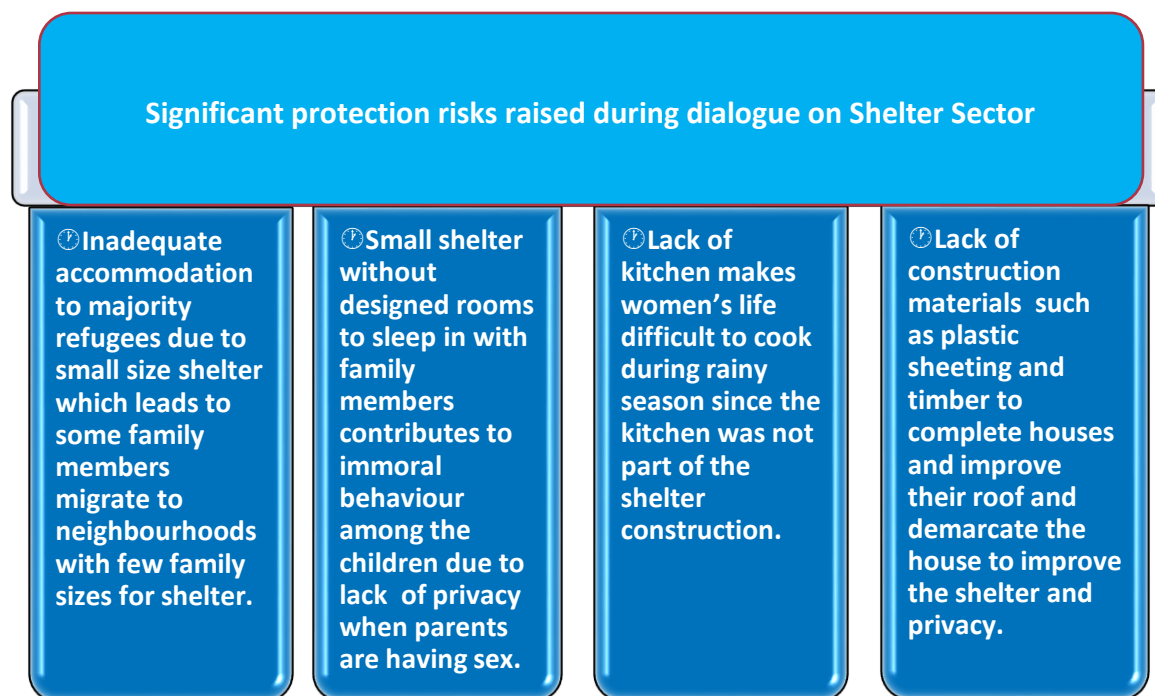 Significant protection risks raised during dialogue on Shelter Sector
🕐Inadequate
accommodation
to majority
refugees due to
small size shelter
which leads to
some family
members
migrate to
neighbourhoods
with few family
sizes for shelter.
🕐Small shelter
without
designed rooms
to sleep in with
family
members
contributes to
immoral
behaviour
among the
children due to
lack  of privacy
when parents
are having sex.
🕐Lack of
kitchen makes
women’s life
difficult to cook
during rainy
season since the
kitchen was not
part of the
shelter
construction.
🕐Lack of
construction
materials  such
as plastic
sheeting and
timber to
complete houses
and improve
their roof and
demarcate the
house to improve
the shelter and
privacy.